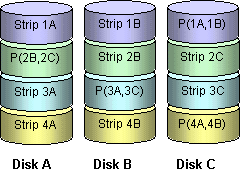 Strip 1A Strip 1B P(1A,1B)
P(2B,2C) Strip 2B Strip 2C
Strip 3A P(3A,3C) Strip 3C
Strip 4A Strip 4B P(4A,4B)
Disk A Disk B Disk C